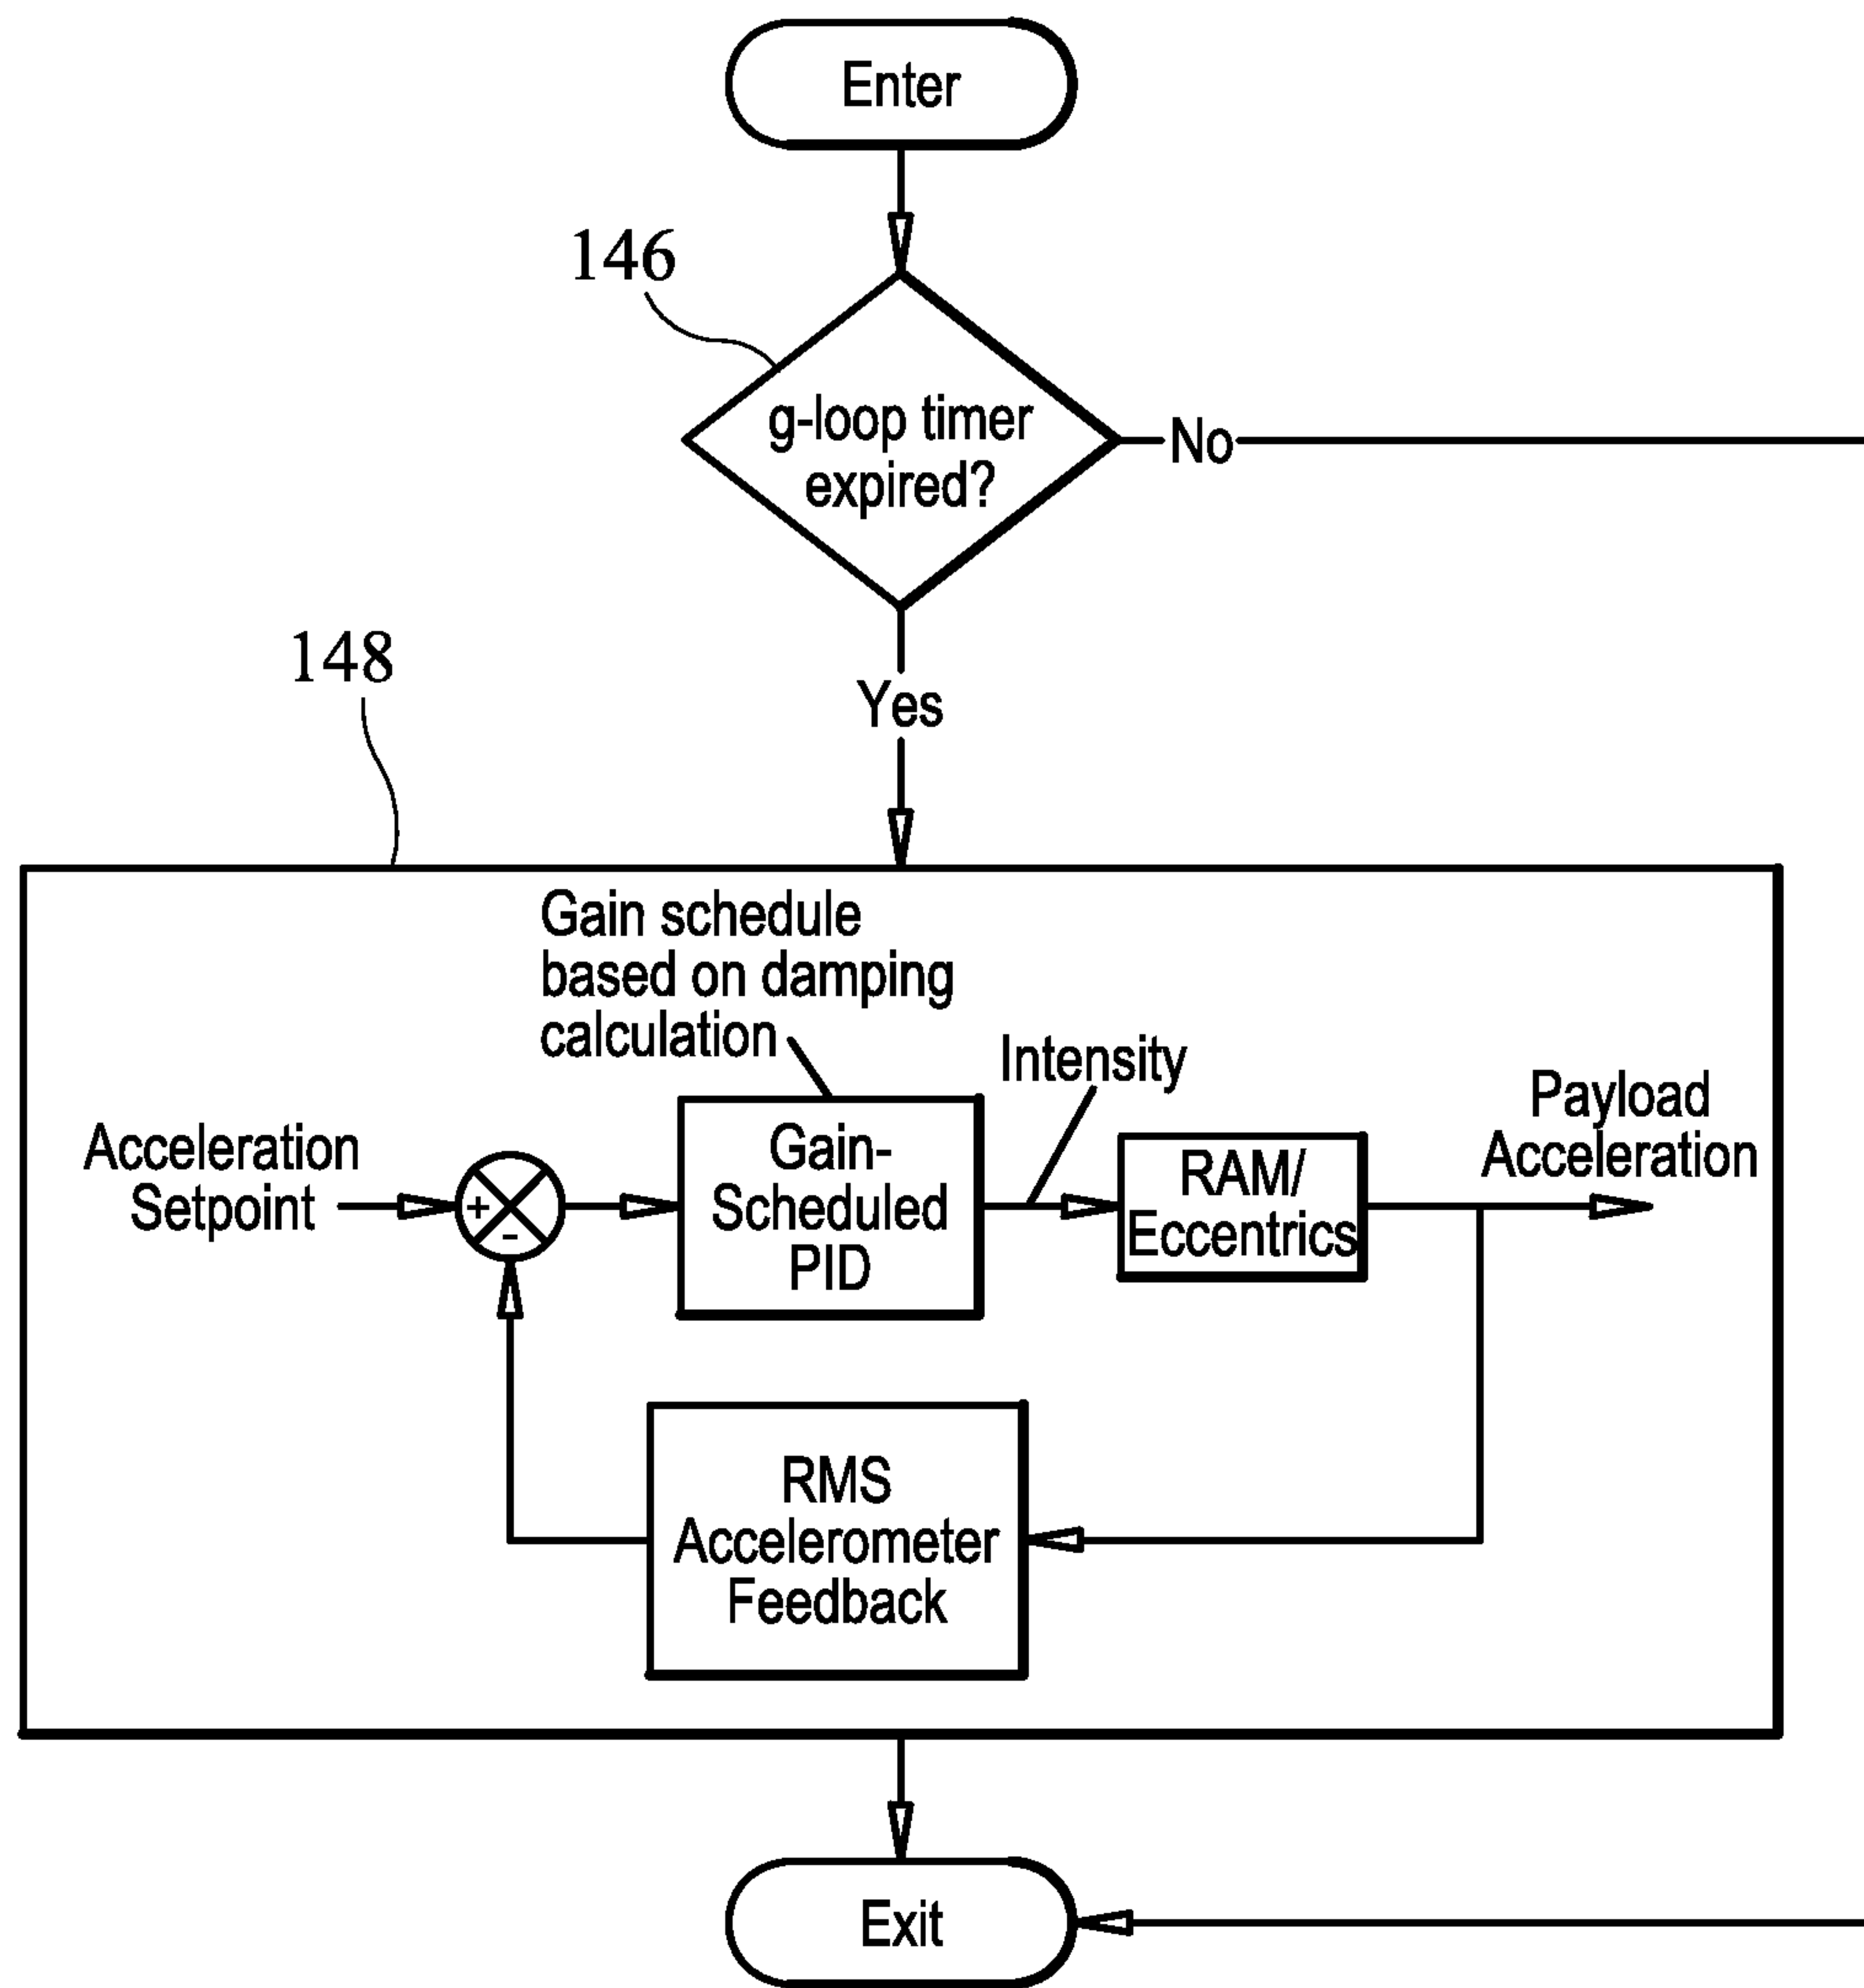 Enter
146
g-loop timer
expired?
No
Yes
148
Gain schedule
based on damping
calculation
Intensity
Payload
Acceleration
Acceleration
Setpoint
+
-
Gain-
Scheduled
PID
RAM/
Eccentrics
RMS
Accelerometer
Feedback
Exit